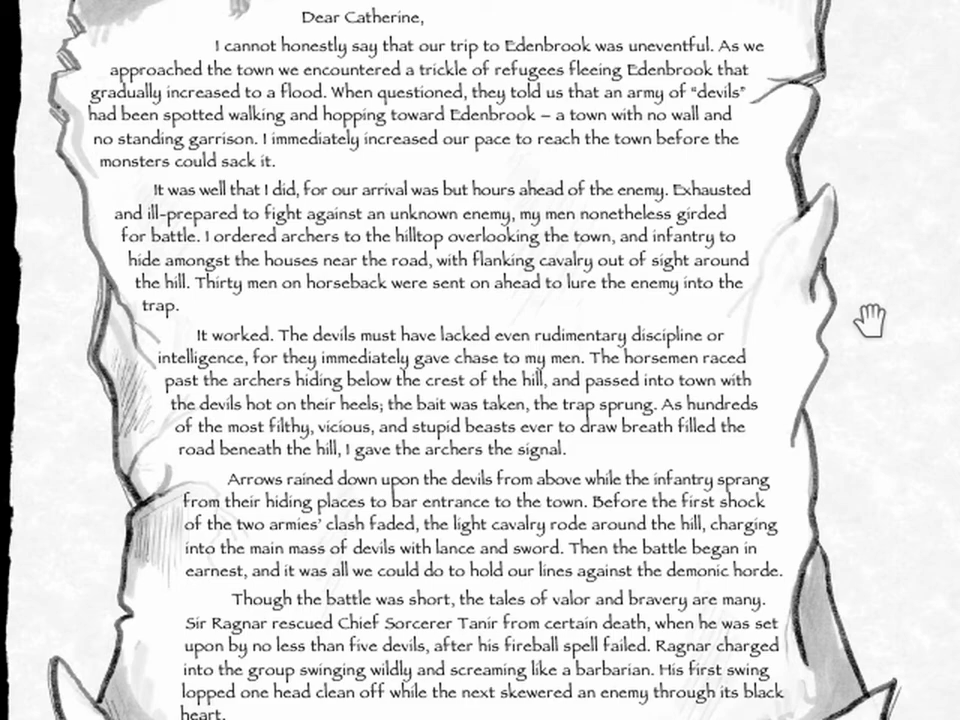 Dear Catherine,
I cannot honestly say that our trip to Edenbrook was uneventful. As we
approached the town we encountered a trickle of refugees fleeing Edenbrook that
gradually increased to a flood. When questioned, they told us that an army of “devils”
had been spotted walking and hopping toward Edenbrook – a town with no wall and
no standing garrison. I immediately increased our pace to reach the town before the
monsters could sack it.
It was well that I did, for our arrival was but hours ahead of the enemy. Exhausted
and ill-prepared to fight against an unknown enemy, my men nonetheless girded
for battle. I ordered archers to the hilltop overlooking the town, and infantry to
hide amongst the houses near the road, with flanking cavalry out of sight around
the hill. Thirty men on horseback were sent on ahead to lure the enemy into the
trap.
It worked. The devils must have lacked even rudimentary discipline or
intelligence, for they immediately gave chase to my men. The horsemen raced
past the archers hiding below the crest of the hill, and passed into town with
the devils hot on their heels; the bait was taken, the trap sprung. As hundreds
of the most filthy, vicious, and stupid beasts ever to draw breath filled the
road beneath the hill, I gave the archers the signal.
Arrows rained down upon the devils from above while the infantry sprang
from their hiding places to bar entrance to the town. Before the first shock
of the two armies’ clash faded, the light cavalry rode around the hill, charging
into the main mass of devils with lance and sword. Then the battle began in
earnest, and it was all we could do to hold our lines against the demonic horde.
Though the battle was short, the tales of valor and bravery are many.
Sir Ragnar rescued Chief Sorcerer Tanir from certain death, when he was set
upon by no less than five devils, after his fireball spell failed. Ragnar charged
into the group swinging wildly and screaming like a barbarian. His first swing
lopped one head clean off while the next skewered an enemy through its black
heart.